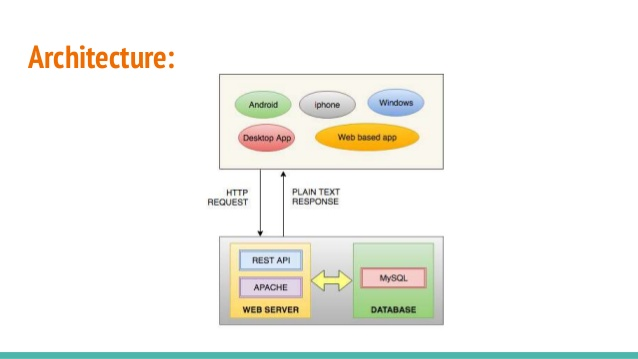 Architecture:
Android
iphone
Windows
Desktop App
Web based app
HTTP
REQUEST
PLAIN TEXT
RESPONSE
REST API
APACHE
WEB SERVER
MySQL
DATABASE